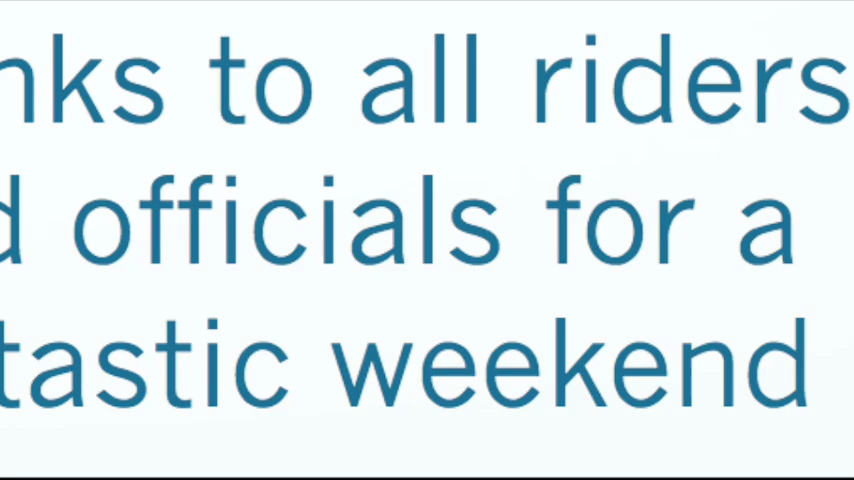 nks to all riders
d officials for a
tastic weekend